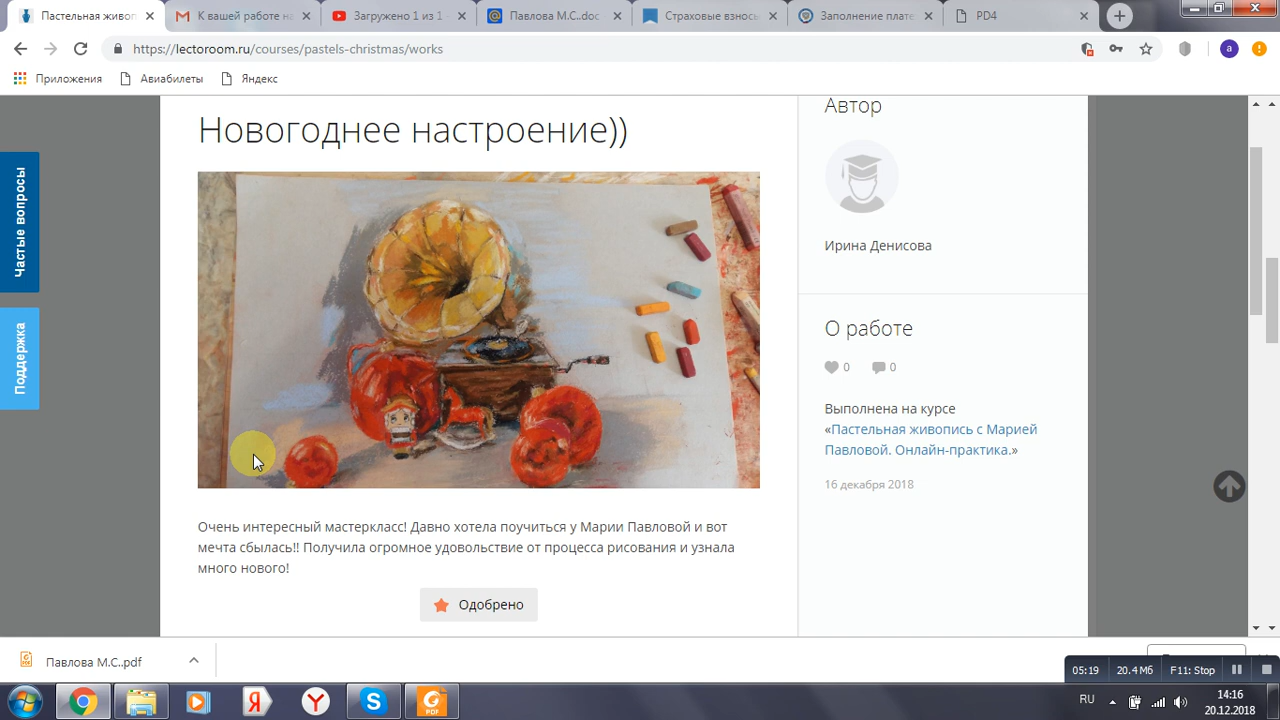 Пастельная живоп
К вашей работе на
Загружено 1 из 1
Павлова М.С..doc
Страховые взносы
Заполнение плате
PD4
https://lectoroom.ru/courses/pastels-christmas/works
Приложения
Авиабилеты
Яндекс
Частые вопросы
Поддержка
Новогоднее настроение))
Очень интересный мастеркласс! Давно хотела поучиться у Марии Павловой и вот
мечта сбылась!! Получила огромное удовольствие от процесса рисования и узнала
много нового!
Одобрено
Автор
Ирина Денисова
О работе
0
0
Выполнена на курсе
«Пастельная живопись с Марией
Павловой. Онлайн-практика.»
16 декабря 2018
Павлова М.С..pdf
05:19
20.4 Мб
F11: Stop
RU
14:16
20.12.2018